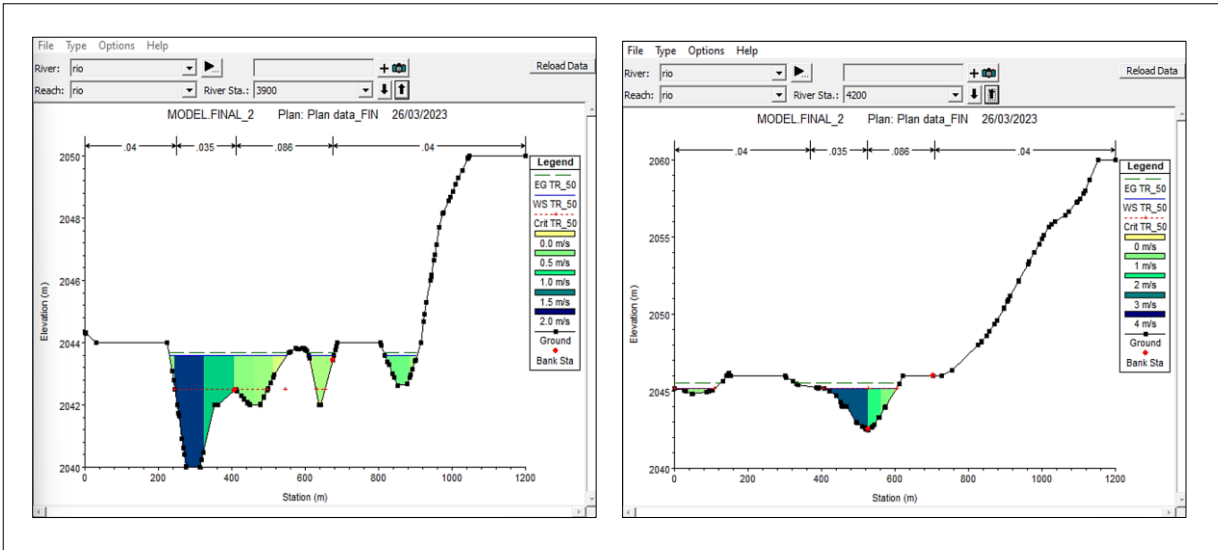 File Type Options Help
River: rio
Reload Data
Reach: rio River Sta.: 3900
MODEL.FINAL_2 Plan: Plan data_FIN 26/03/2023
.04 .035 .086 .04
2050
2048
2046
2044
2042
2040
Elevation (m)
0 200 400 600 800 1000 1200
Station (m)
Legend
EG TR_50
WS TR_50
Crit TR_50
0.0 m/s
0.5 m/s
1.0 m/s
1.5 m/s
2.0 m/s
Ground
Bank Sta
File Type Options Help
River: rio
Reload Data
Reach: rio River Sta.: 4200
MODEL.FINAL_2 Plan: Plan data_FIN 26/03/2023
.04 .035 .086 .04
2060
2055
2050
2045
2040
Elevation (m)
0 200 400 600 800 1000 1200
Station (m)
Legend
EG TR_50
WS TR_50
Crit TR_50
0 m/s
1 m/s
2 m/s
3 m/s
4 m/s
Ground
Bank Sta